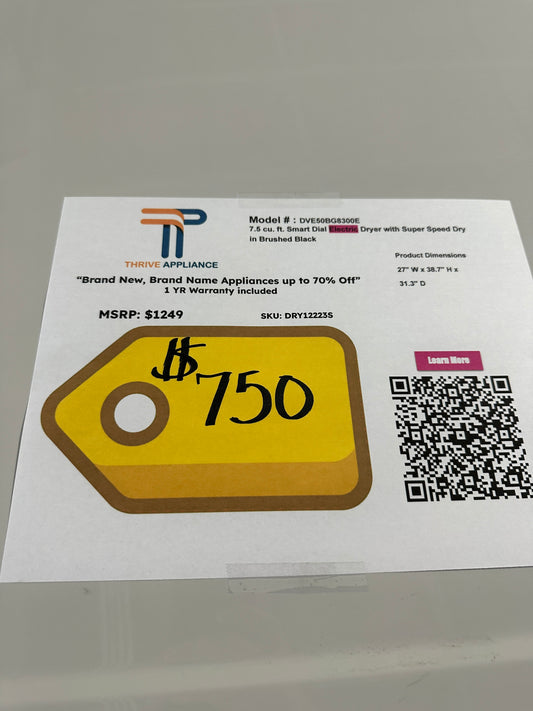 TP
THRIVE APPLIANCE
Model # : DVE50BG8300E
7.5 cu. ft. Smart Dial Electric Dryer with Super Speed Dry
in Brushed Black
Product Dimensions
27" W x 38.7" H x
31.3" D
“Brand New, Brand Name Appliances up to 70% Off”
1 YR Warranty included
MSRP: $1249
SKU: DRY12223S
$750
Learn More